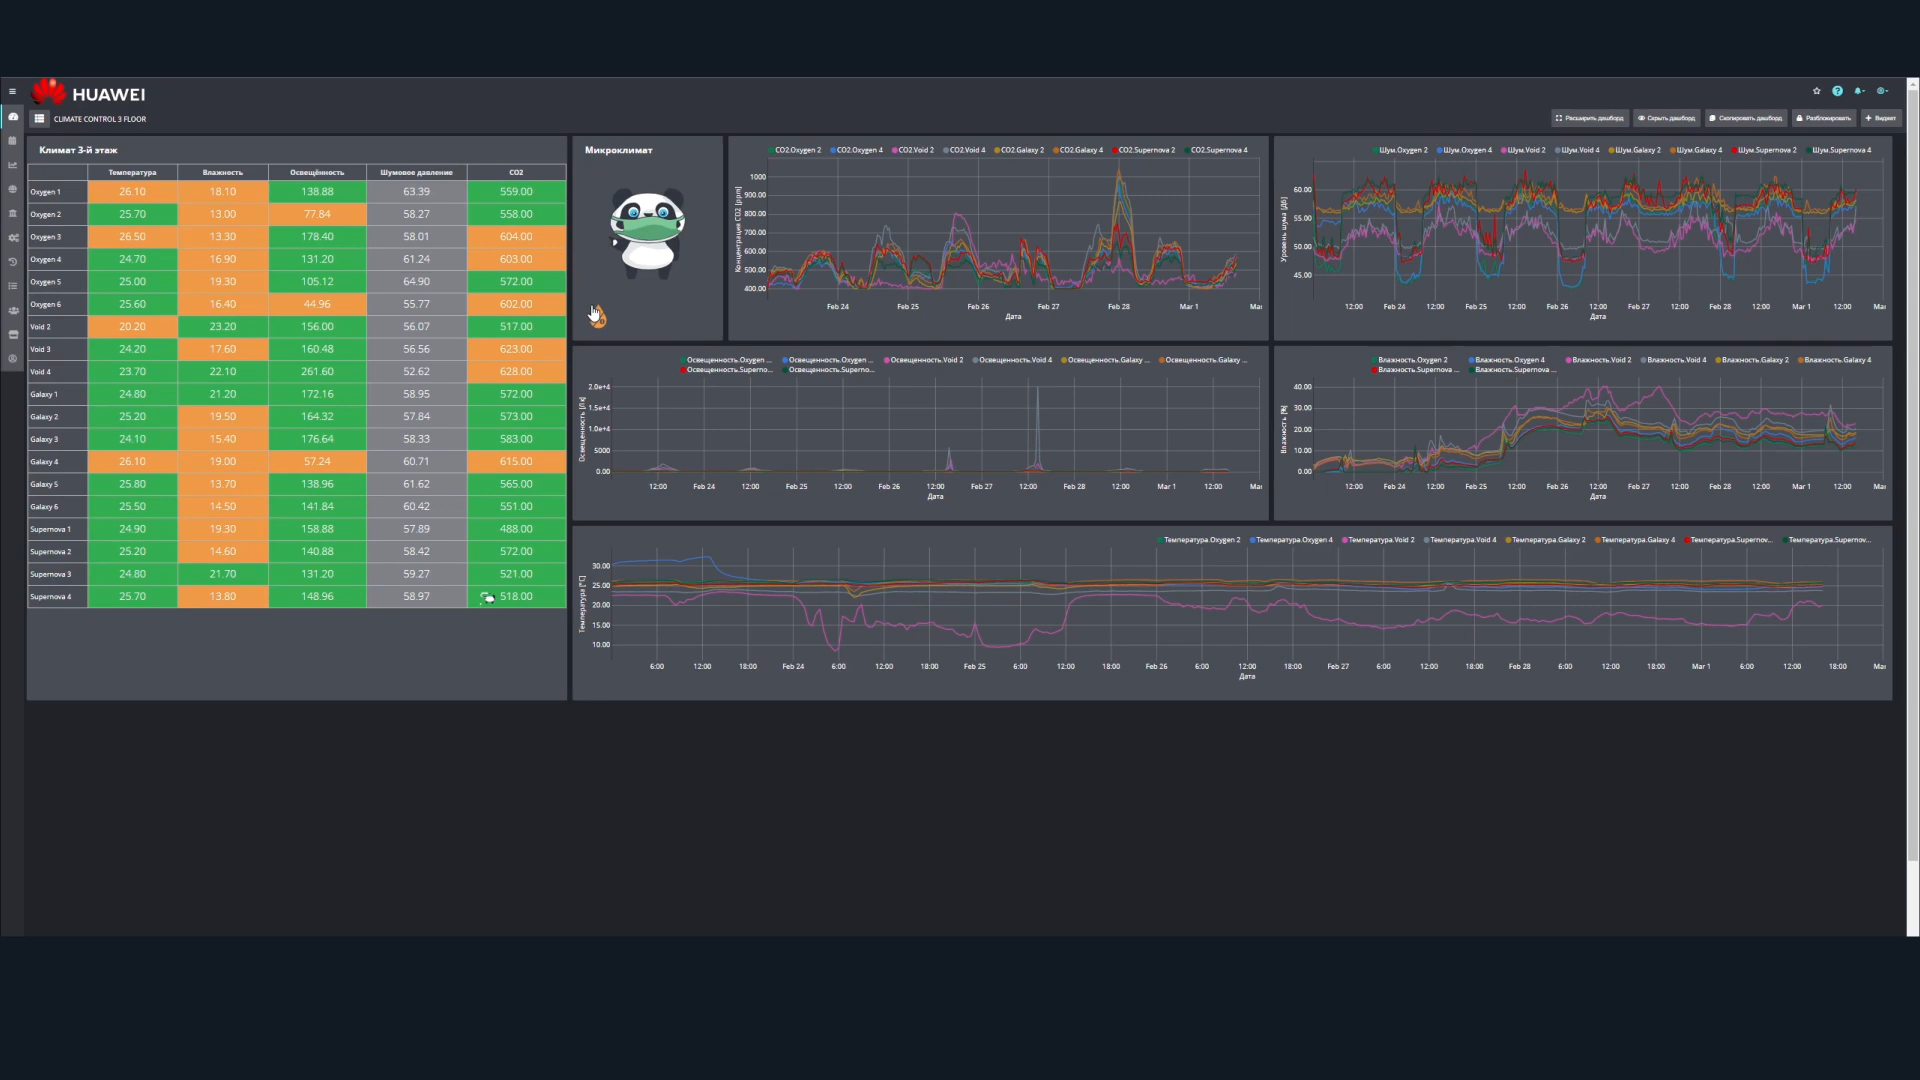 HUAWEI
CLIMATE CONTROL 3 FLOOR
Расширить дашборд
Скрыть дашборд
Скопировать дашборд
Разблокировать
Виджет
Климат 3-й этаж
Температура Влажность Освещённость Шумовое давление CO2
Oxygen 1 26.10 18.10 138.88 63.39 559.00
Oxygen 2 25.70 13.00 77.84 58.27 558.00
Oxygen 3 26.50 13.30 178.40 58.01 604.00
Oxygen 4 24.70 16.90 131.20 61.24 603.00
Oxygen 5 25.00 19.30 105.12 64.90 572.00
Oxygen 6 25.60 16.40 44.96 55.77 602.00
Void 2 20.20 23.20 156.00 56.07 517.00
Void 3 24.20 17.60 160.48 56.56 623.00
Void 4 23.70 22.10 261.60 52.62 628.00
Galaxy 1 24.80 21.20 172.16 58.95 572.00
Galaxy 2 25.20 19.50 164.32 57.84 573.00
Galaxy 3 24.10 15.40 176.64 58.33 583.00
Galaxy 4 26.10 19.00 57.24 60.71 615.00
Galaxy 5 25.80 13.70 138.96 61.62 565.00
Galaxy 6 25.50 14.50 141.84 60.42 551.00
Supernova 1 24.90 19.30 158.88 57.89 488.00
Supernova 2 25.20 14.60 140.88 58.42 572.00
Supernova 3 24.80 21.70 131.20 59.27 521.00
Supernova 4 25.70 13.80 148.96 58.97 518.00
Микроклимат
CO2.Oxygen 2 CO2.Oxygen 4 CO2.Void 2 CO2.Void 4 CO2.Galaxy 2 CO2.Galaxy 4 CO2.Supernova 2 CO2.Supernova 4
Концентрация CO2 [ppm]
1000
900.00
800.00
700.00
600.00
500.00
400.00
Feb 24 Feb 25 Feb 26 Feb 27 Feb 28 Mar 1 Mar
Дата
Шум.Oxygen 2 Шум.Oxygen 4 Шум.Void 2 Шум.Void 4 Шум.Galaxy 2 Шум.Galaxy 4 Шум.Supernova 2 Шум.Supernova 4
Уровень шума [дБ]
60.00
55.00
50.00
45.00
12:00 Feb 24 12:00 Feb 25 12:00 Feb 26 12:00 Feb 27 12:00 Feb 28 12:00 Mar 1 12:00 Mar
Дата
Освещенность.Oxygen ... Освещенность.Oxygen ... Освещенность.Void 2 Освещенность.Void 4 Освещенность.Galaxy ... Освещенность.Galaxy ...
Освещенность.Superno... Освещенность.Superno...
Освещенность [Лк]
2.0e+4
1.5e+4
1.0e+4
5000
0.00
12:00 Feb 24 12:00 Feb 25 12:00 Feb 26 12:00 Feb 27 12:00 Feb 28 12:00 Mar 1 12:00 Mar
Дата
Влажность.Oxygen 2 Влажность.Oxygen 4 Влажность.Void 2 Влажность.Void 4 Влажность.Galaxy 2 Влажность.Galaxy 4
Влажность.Supernova ... Влажность.Supernova ...
Влажность [%]
40.00
30.00
20.00
10.00
0.00
12:00 Feb 24 12:00 Feb 25 12:00 Feb 26 12:00 Feb 27 12:00 Feb 28 12:00 Mar 1 12:00 Mar
Дата
Температура.Oxygen 2 Температура.Oxygen 4 Температура.Void 2 Температура.Void 4 Температура.Galaxy 2 Температура.Galaxy 4 Температура.Supernov... Температура.Supernov...
Температура [°C]
30.00
25.00
20.00
15.00
10.00
6:00 12:00 18:00 Feb 24 6:00 12:00 18:00 Feb 25 6:00 12:00 18:00 Feb 26 6:00 12:00 18:00 Feb 27 6:00 12:00 18:00 Feb 28 6:00 12:00 18:00 Mar 1 6:00 12:00 18:00 Mar
Дата